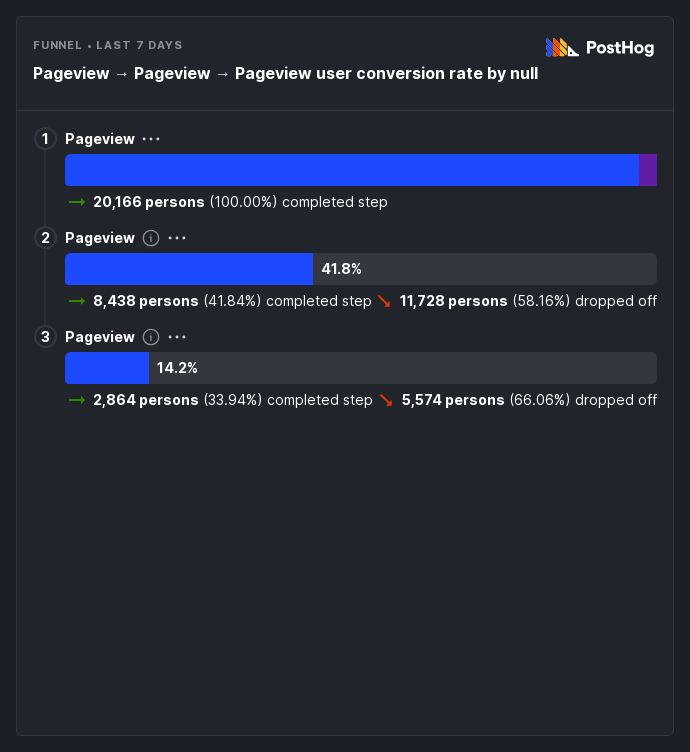 FUNNEL • LAST 7 DAYS
PostHog
Pageview → Pageview → Pageview user conversion rate by null
1 Pageview ···
→ 20,166 persons (100.00%) completed step
2 Pageview ⓘ ···
41.8%
→ 8,438 persons (41.84%) completed step ↘ 11,728 persons (58.16%) dropped off
3 Pageview ⓘ ···
14.2%
→ 2,864 persons (33.94%) completed step ↘ 5,574 persons (66.06%) dropped off